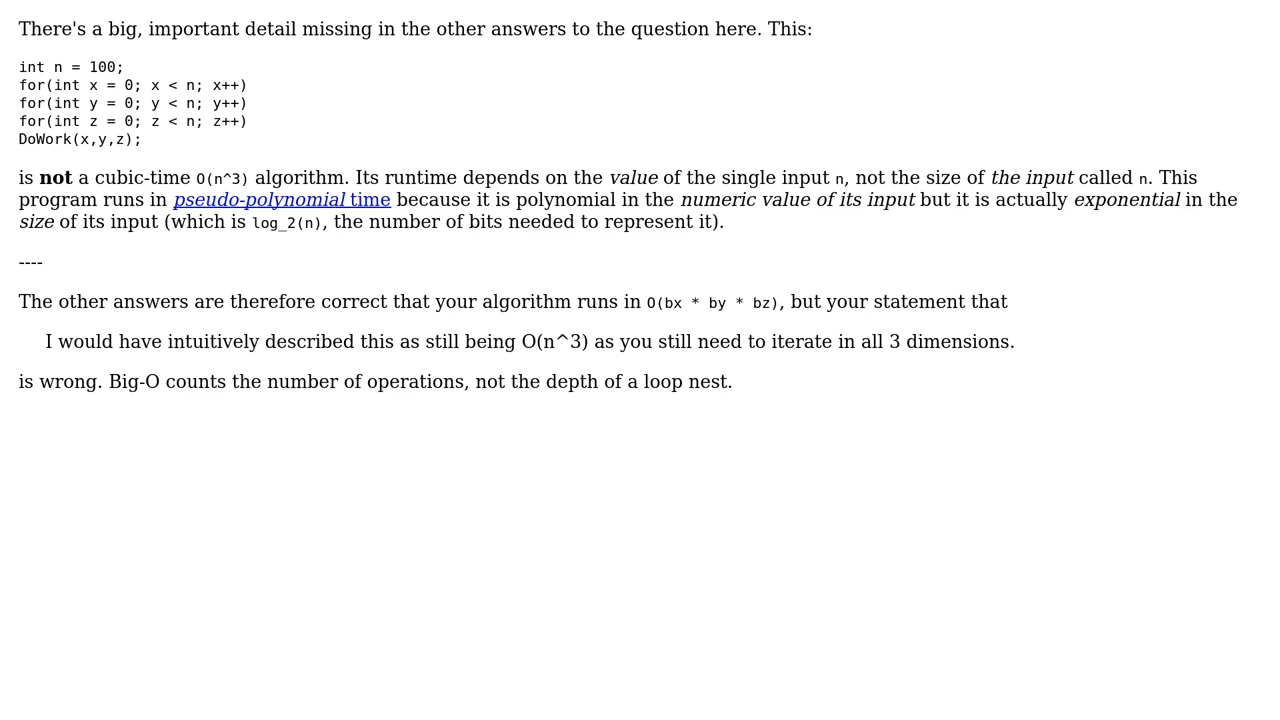 There's a big, important detail missing in the other answers to the question here. This:
int n = 100;
for(int x = 0; x < n; x++)
for(int y = 0; y < n; y++)
for(int z = 0; z < n; z++)
DoWork(x,y,z);
is not a cubic-time O(n^3) algorithm. Its runtime depends on the value of the single input n, not the size of the input called n. This
program runs in pseudo-polynomial time because it is polynomial in the numeric value of its input but it is actually exponential in the
size of its input (which is log_2(n), the number of bits needed to represent it).
----
The other answers are therefore correct that your algorithm runs in O(bx * by * bz), but your statement that
I would have intuitively described this as still being O(n^3) as you still need to iterate in all 3 dimensions.
is wrong. Big-O counts the number of operations, not the depth of a loop nest.